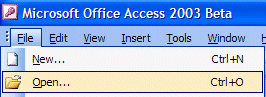 Microsoft Office Access 2003 Beta
File Edit View Insert Tools Window
New... Ctrl+N
Open... Ctrl+O